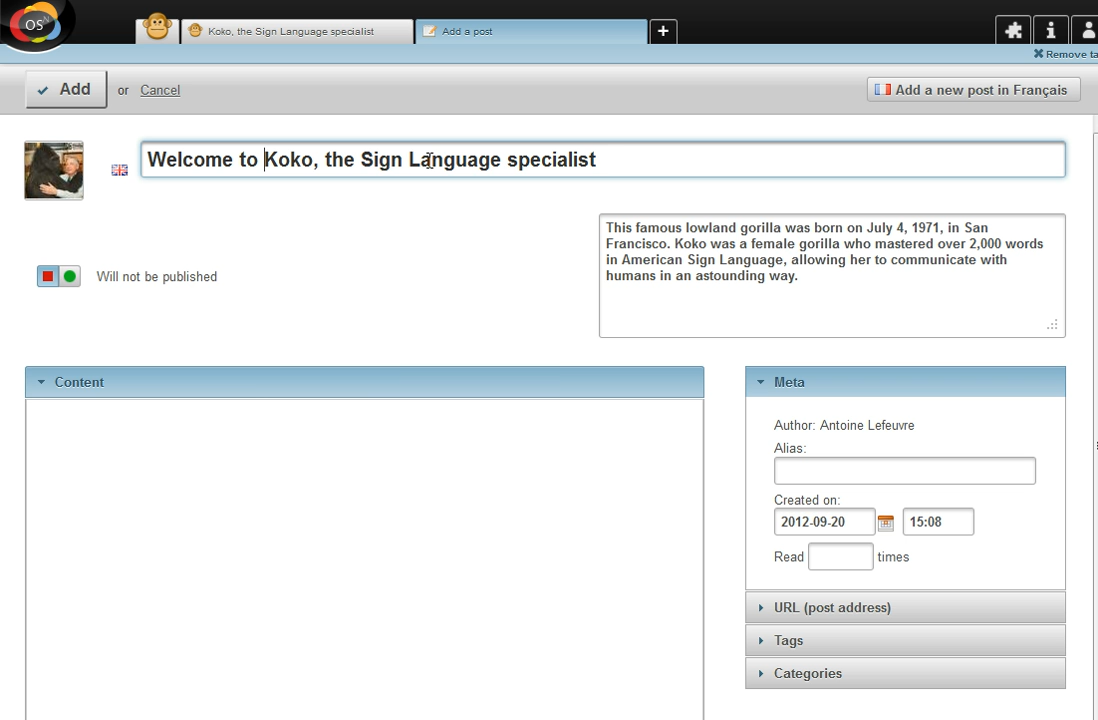 OSN
Koko, the Sign Language specialist
Add a post
+
Remove ta
Add
or
Cancel
Add a new post in Français
Welcome to Koko, the Sign Language specialist
This famous lowland gorilla was born on July 4, 1971, in San
Francisco. Koko was a female gorilla who mastered over 2,000 words
in American Sign Language, allowing her to communicate with
humans in an astounding way.
Will not be published
Content
Meta
Author: Antoine Lefeuvre
Alias:
Created on:
2012-09-20
15:08
Read
times
URL (post address)
Tags
Categories